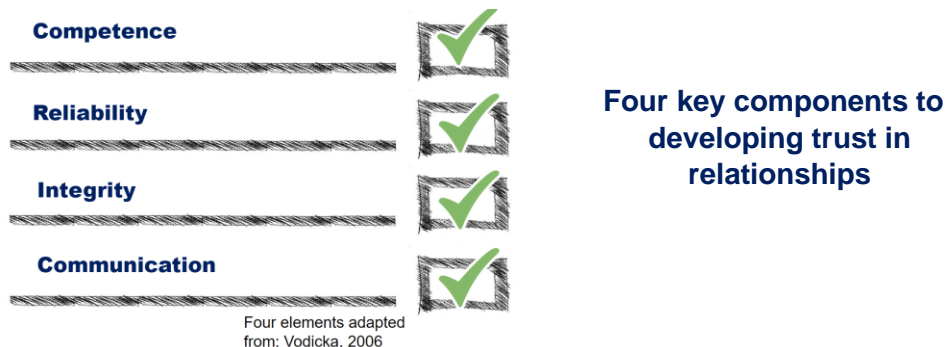 Competence
Reliability
Integrity
Communication
Four elements adapted
from: Vodicka, 2006
Four key components to
developing trust in
relationships